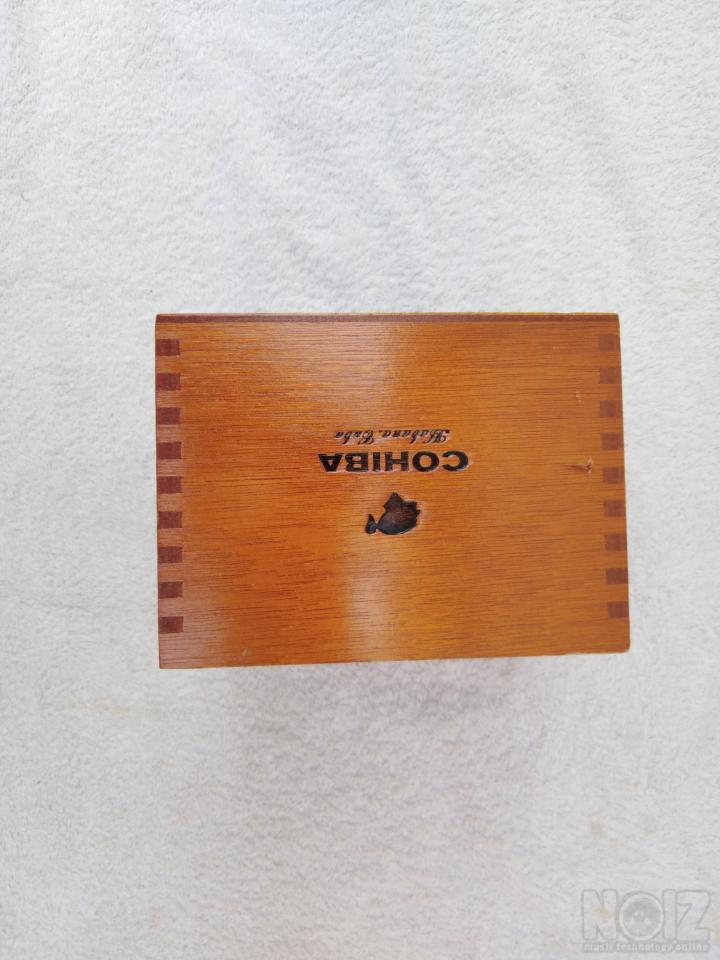 COHIBA
Habana, Cuba
NOIZ
music technology online